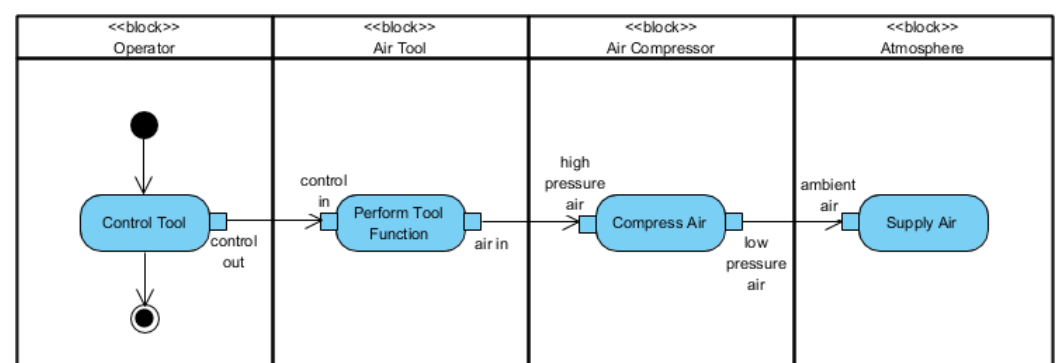 <<block>>
Operator
<<block>>
Air Tool
<<block>>
Air Compressor
<<block>>
Atmosphere
Control Tool
control
out
control
in
Perform Tool
Function
air in
high
pressure
air
Compress Air
low
pressure
air
ambient
air
Supply Air